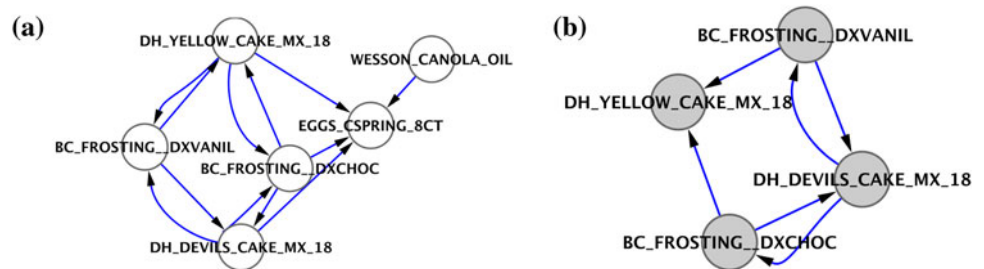 (a)
DH_YELLOW_CAKE_MX_18
WESSON_CANOLA_OIL
EGGS_CSPRING_8CT
BC_FROSTING__DXVANIL
BC_FROSTING__DXCHOC
DH_DEVILS_CAKE_MX_18
(b)
BC_FROSTING__DXVANIL
DH_YELLOW_CAKE_MX_18
DH_DEVILS_CAKE_MX_18
BC_FROSTING__DXCHOC